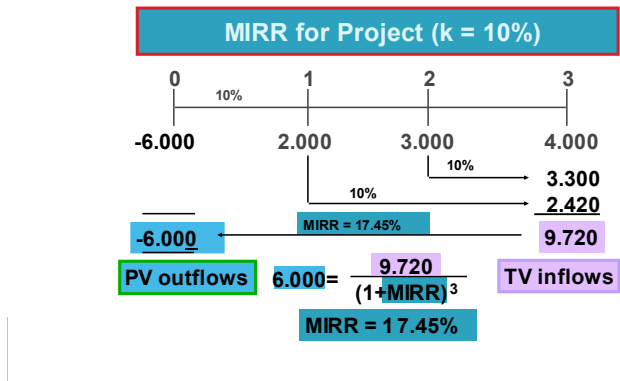 MIRR for Project (k = 10%)
0 1 2 3
10%
-6.000 2.000 3.000 4.000
10% 3.300
10% 2.420
-6.000 MIRR = 17.45% 9.720
PV outflows 6.000= 9.720 TV inflows
(1+MIRR)³
MIRR = 17.45%